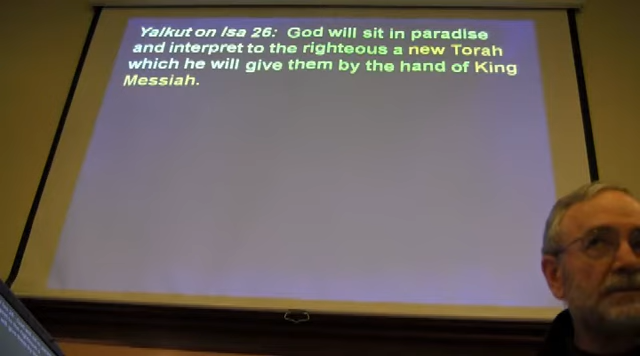 Yalkut on Isa 26: God will sit in paradise
and interpret to the righteous a new Torah
which he will give them by the hand of King
Messiah.